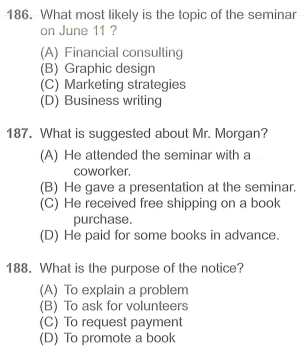 186. What most likely is the topic of the seminar
on June 11 ?
(A) Financial consulting
(B) Graphic design
(C) Marketing strategies
(D) Business writing
187. What is suggested about Mr. Morgan?
(A) He attended the seminar with a
coworker.
(B) He gave a presentation at the seminar.
(C) He received free shipping on a book
purchase.
(D) He paid for some books in advance.
188. What is the purpose of the notice?
(A) To explain a problem
(B) To ask for volunteers
(C) To request payment
(D) To promote a book